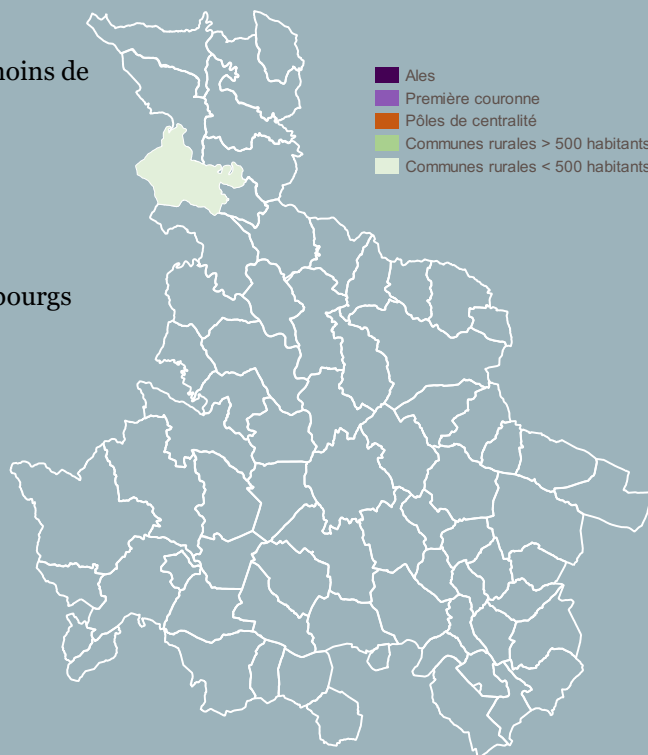 moins de
Ales
Première couronne
Pôles de centralité
Communes rurales > 500 habitants
Communes rurales < 500 habitants
bourgs